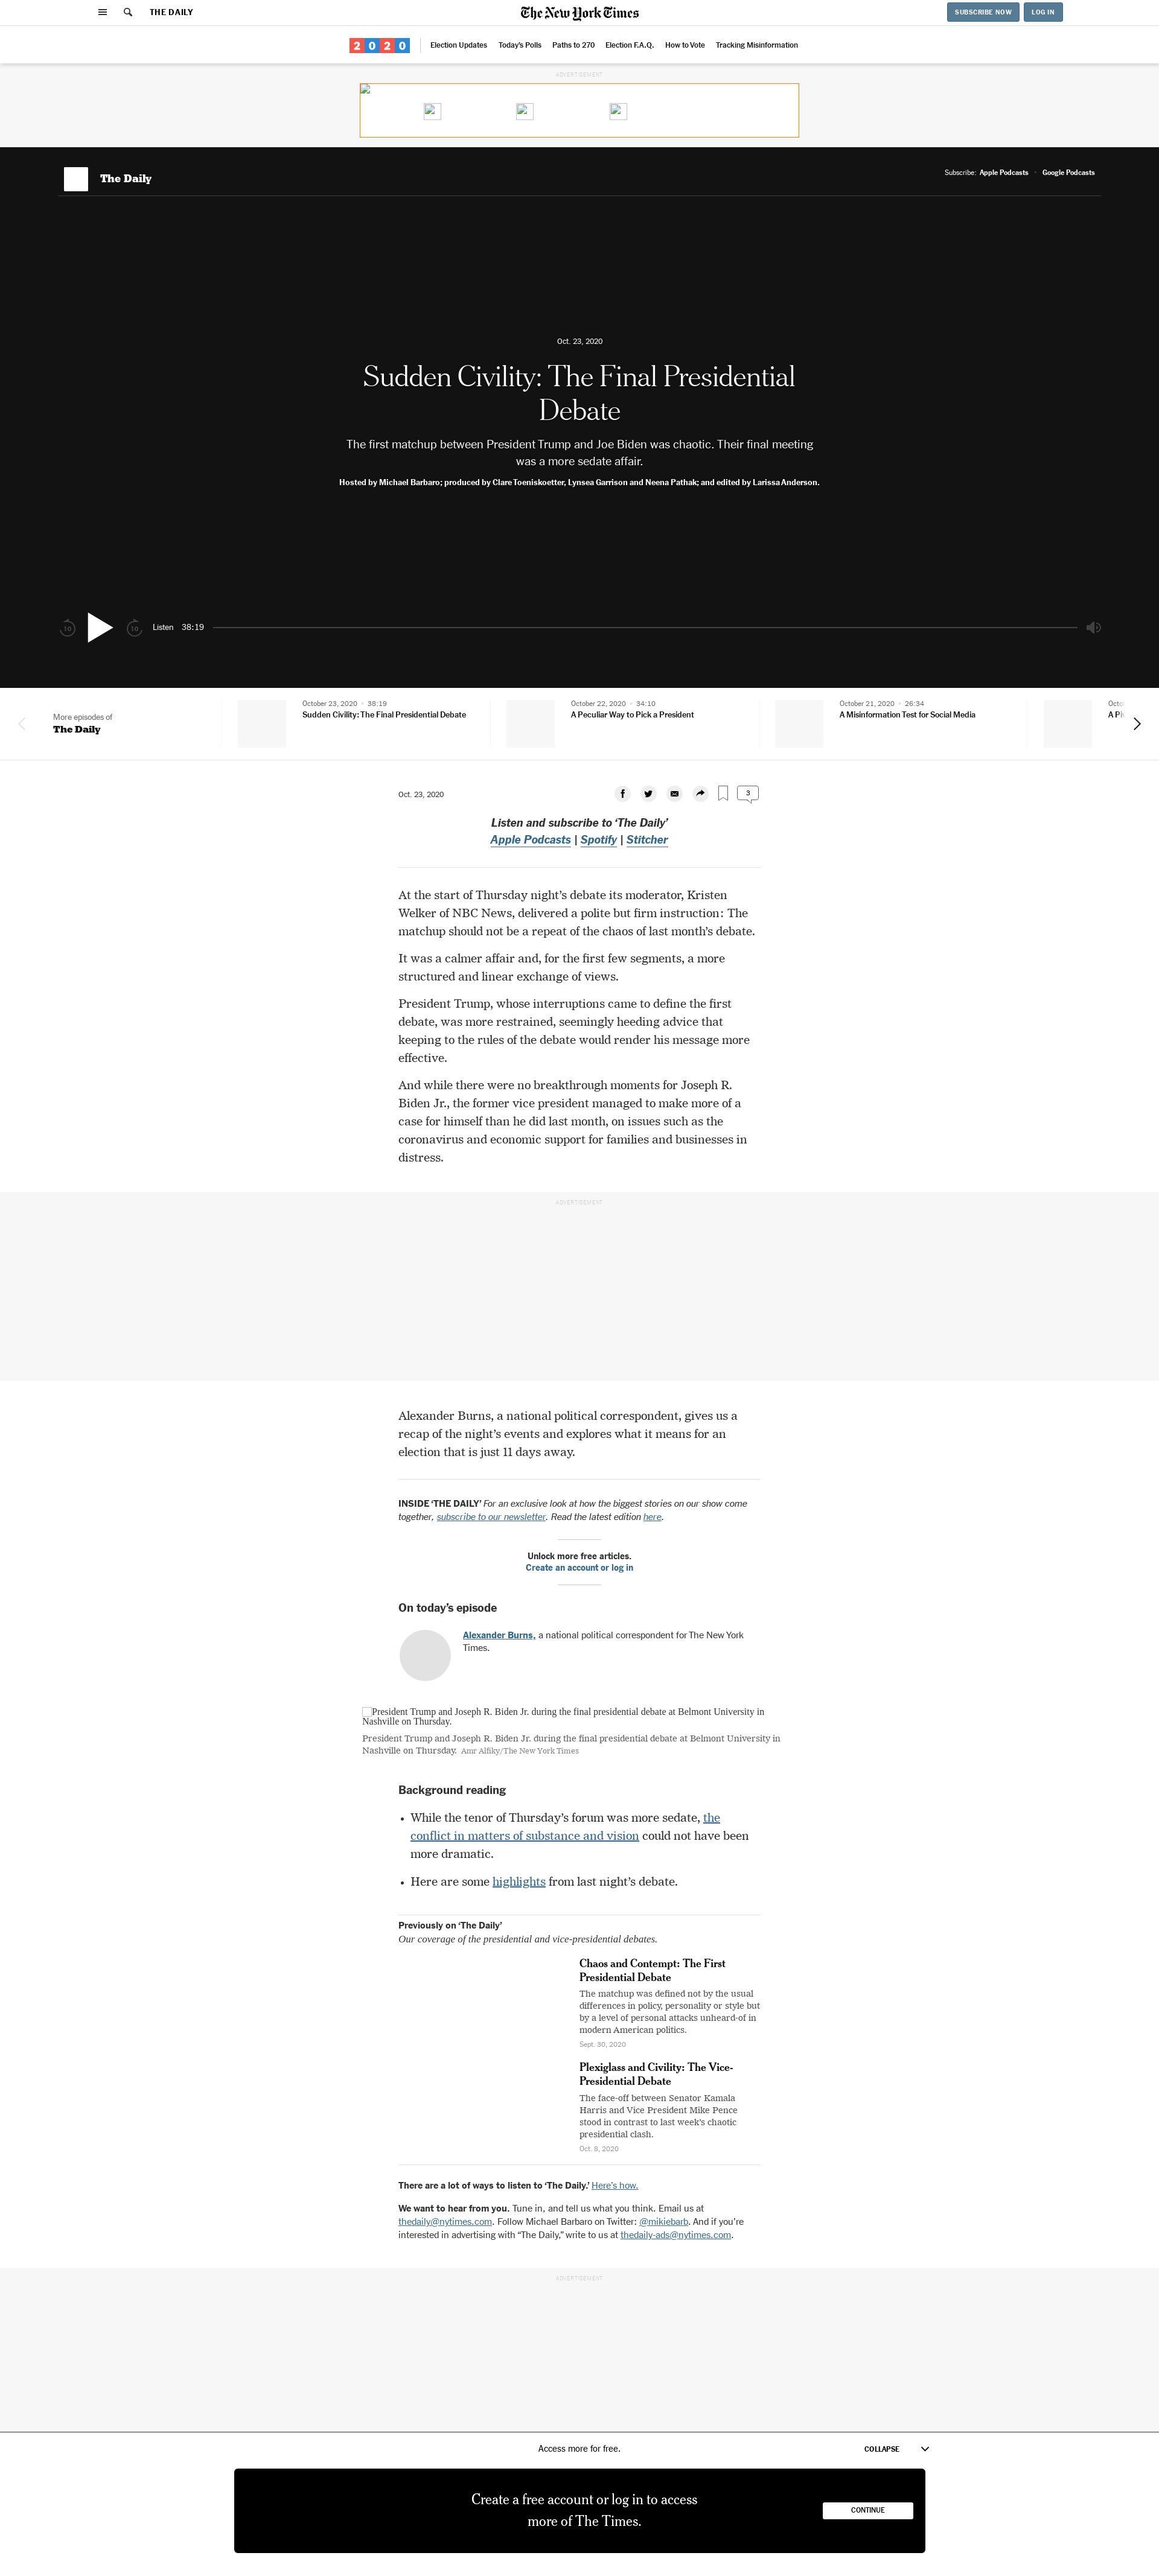 THE DAILY
The New York Times
SUBSCRIBE NOW
LOG IN
2020
Election Updates
Today's Polls
Paths to 270
Election F.A.Q.
How to Vote
Tracking Misinformation
ADVERTISEMENT
The Daily
Subscribe: Apple Podcasts
Google Podcasts
Oct. 23, 2020
Sudden Civility: The Final Presidential
Debate
The first matchup between President Trump and Joe Biden was chaotic. Their final meeting
was a more sedate affair.
Hosted by Michael Barbaro; produced by Clare Toeniskoetter, Lynsea Garrison and Neena Pathak; and edited by Larissa Anderson.
10
10
Listen 38:19
More episodes of
The Daily
October 23, 2020 • 38:19
Sudden Civility: The Final Presidential Debate
October 22, 2020 • 34:10
A Peculiar Way to Pick a President
October 21, 2020 • 26:34
A Misinformation Test for Social Media
Oct. 23, 2020
3
Listen and subscribe to ‘The Daily’
Apple Podcasts | Spotify | Stitcher
At the start of Thursday night’s debate its moderator, Kristen
Welker of NBC News, delivered a polite but firm instruction: The
matchup should not be a repeat of the chaos of last month’s debate.
It was a calmer affair and, for the first few segments, a more
structured and linear exchange of views.
President Trump, whose interruptions came to define the first
debate, was more restrained, seemingly heeding advice that
keeping to the rules of the debate would render his message more
effective.
And while there were no breakthrough moments for Joseph R.
Biden Jr., the former vice president managed to make more of a
case for himself than he did last month, on issues such as the
coronavirus and economic support for families and businesses in
distress.
ADVERTISEMENT
Alexander Burns, a national political correspondent, gives us a
recap of the night’s events and explores what it means for an
election that is just 11 days away.
INSIDE ‘THE DAILY’ For an exclusive look at how the biggest stories on our show come
together, subscribe to our newsletter. Read the latest edition here.
Unlock more free articles.
Create an account or log in
On today’s episode
Alexander Burns, a national political correspondent for The New York
Times.
President Trump and Joseph R. Biden Jr. during the final presidential debate at Belmont University in
Nashville on Thursday.
President Trump and Joseph R. Biden Jr. during the final presidential debate at Belmont University in
Nashville on Thursday. Amr Alfiky/The New York Times
Background reading
• While the tenor of Thursday’s forum was more sedate, the
conflict in matters of substance and vision could not have been
more dramatic.
• Here are some highlights from last night’s debate.
Previously on ‘The Daily’
Our coverage of the presidential and vice-presidential debates.
Chaos and Contempt: The First
Presidential Debate
The matchup was defined not by the usual
differences in policy, personality or style but
by a level of personal attacks unheard-of in
modern American politics.
Sept. 30, 2020
Plexiglass and Civility: The Vice-
Presidential Debate
The face-off between Senator Kamala
Harris and Vice President Mike Pence
stood in contrast to last week’s chaotic
presidential clash.
Oct. 8, 2020
There are a lot of ways to listen to ‘The Daily.’ Here’s how.
We want to hear from you. Tune in, and tell us what you think. Email us at
thedaily@nytimes.com. Follow Michael Barbaro on Twitter: @mikiebarb. And if you’re
interested in advertising with “The Daily,” write to us at thedaily-ads@nytimes.com.
ADVERTISEMENT
Access more for free.
COLLAPSE
Create a free account or log in to access
more of The Times.
CONTINUE